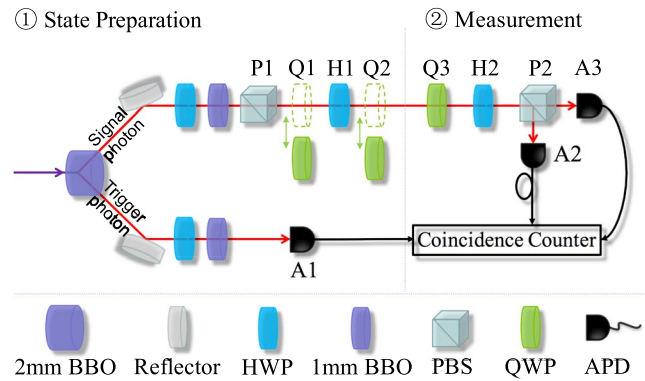 ① State Preparation
② Measurement
P1 Q1 H1 Q2 Q3 H2 P2 A3
Signal
photon
A2
Trigger
photon
A1
Coincidence Counter
2mm BBO Reflector HWP 1mm BBO PBS QWP APD